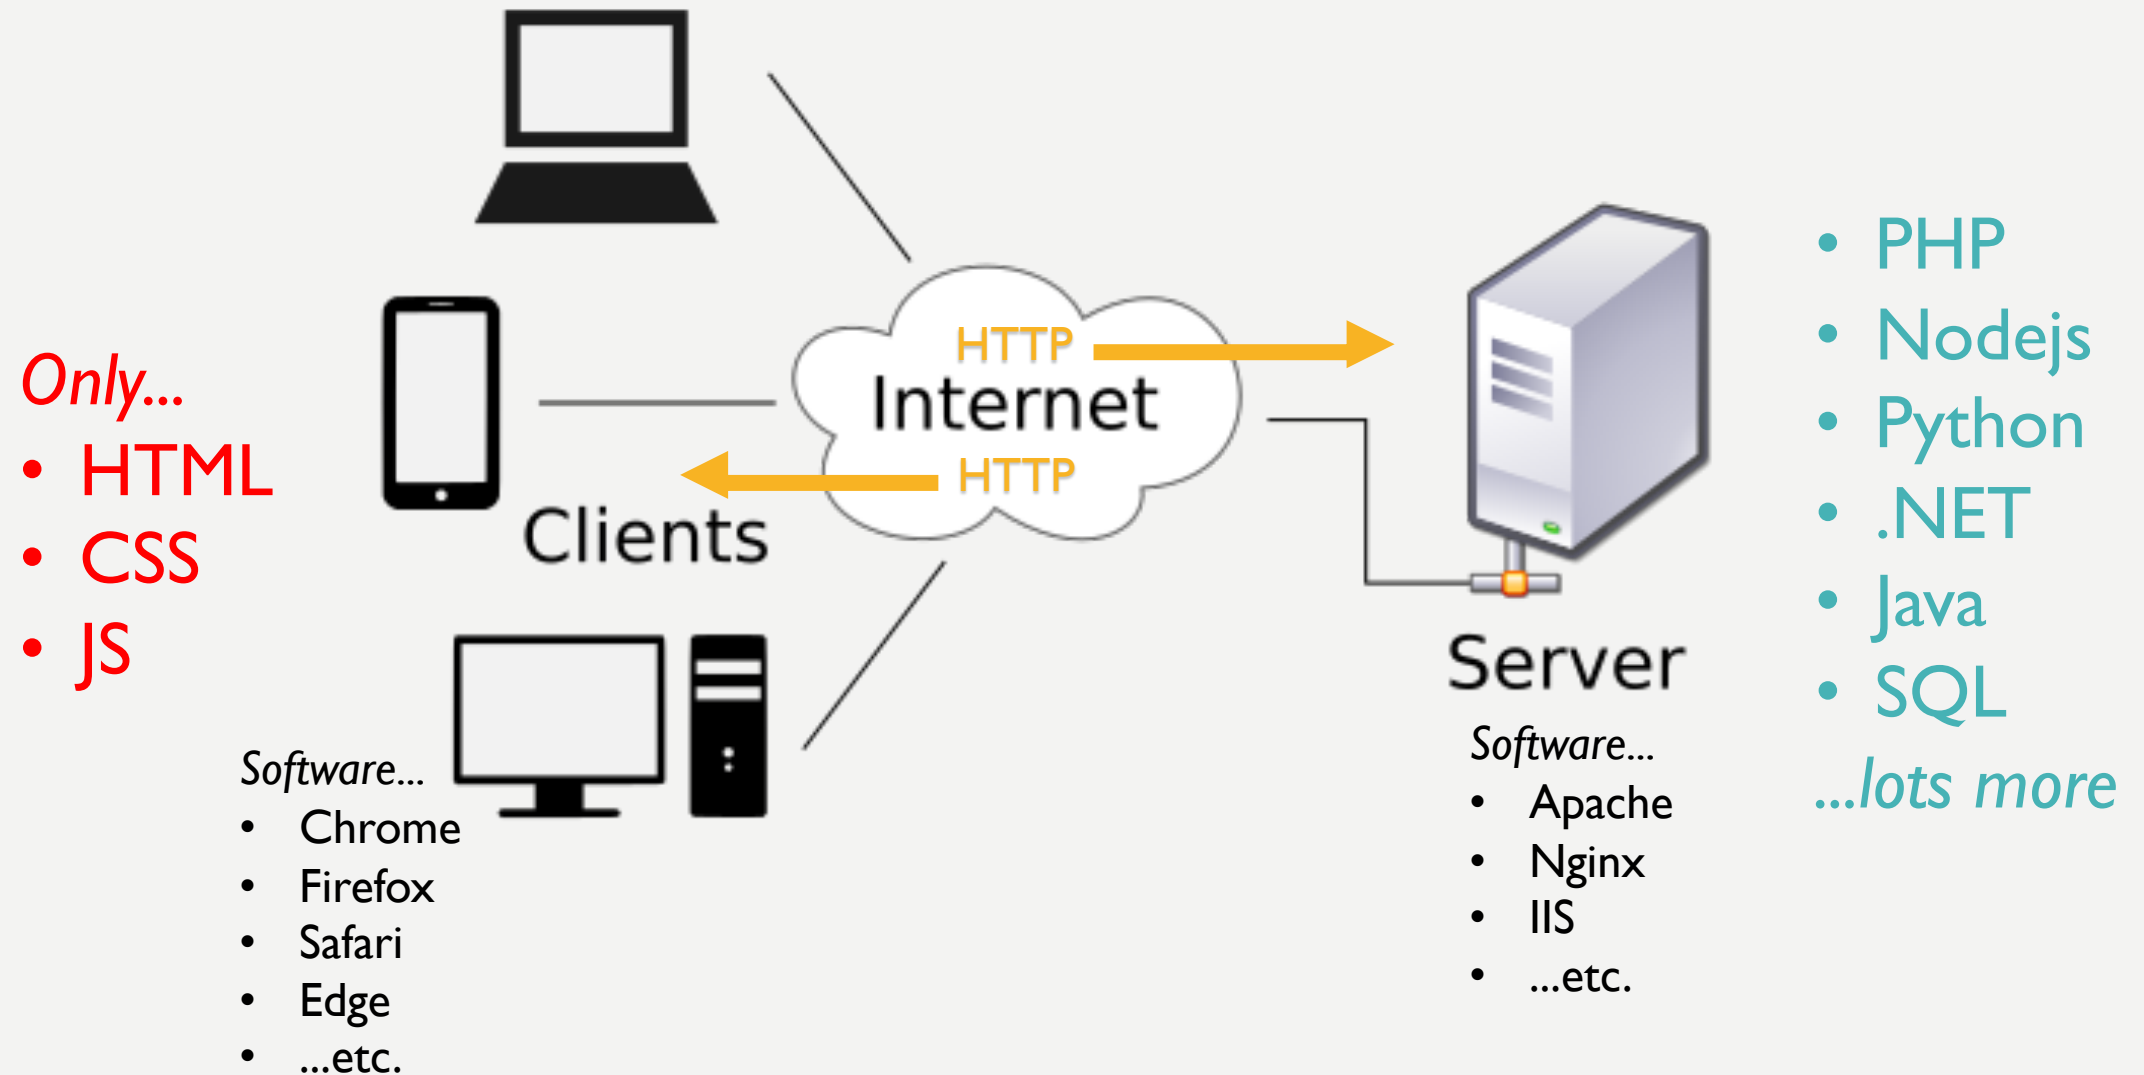 Only...
• HTML
• CSS
• JS
Clients
Software...
• Chrome
• Firefox
• Safari
• Edge
• ...etc.
HTTP
Internet
HTTP
Server
Software...
• Apache
• Nginx
• IIS
• ...etc.
• PHP
• Nodejs
• Python
• .NET
• Java
• SQL
...lots more